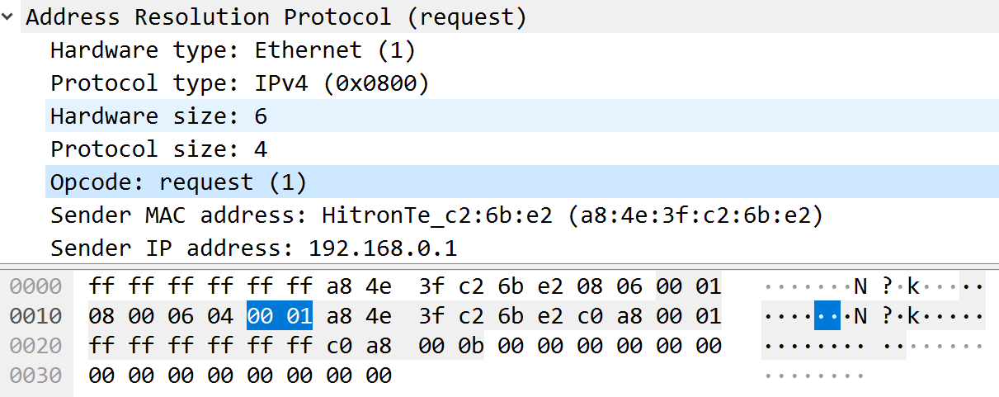 Address Resolution Protocol (request)
Hardware type: Ethernet (1)
Protocol type: IPv4 (0x0800)
Hardware size: 6
Protocol size: 4
Opcode: request (1)
Sender MAC address: HitronTe_c2:6b:e2 (a8:4e:3f:c2:6b:e2)
Sender IP address: 192.168.0.1
0000 ff ff ff ff ff ff a8 4e 3f c2 6b e2 08 06 00 01 ·······N ?·k·····
0010 08 00 06 04 00 01 a8 4e 3f c2 6b e2 c0 a8 00 01 ·······N ?·k·····
0020 ff ff ff ff ff ff c0 a8 00 0b 00 00 00 00 00 00 ········ ········
0030 00 00 00 00 00 00 00 00 ········